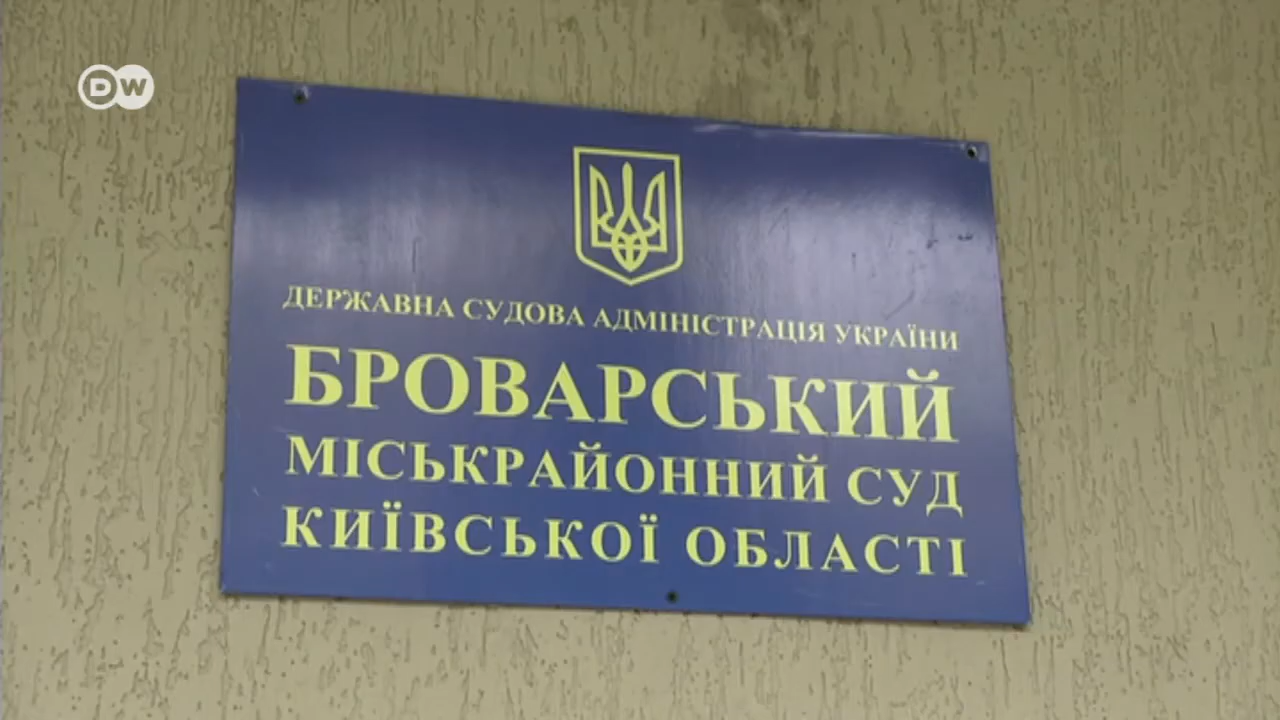 DW
ДЕРЖАВНА СУДОВА АДМІНІСТРАЦІЯ УКРАЇНИ
БРОВАРСЬКИЙ
МІСЬКРАЙОННИЙ СУД
КИЇВСЬКОЇ ОБЛАСТІ